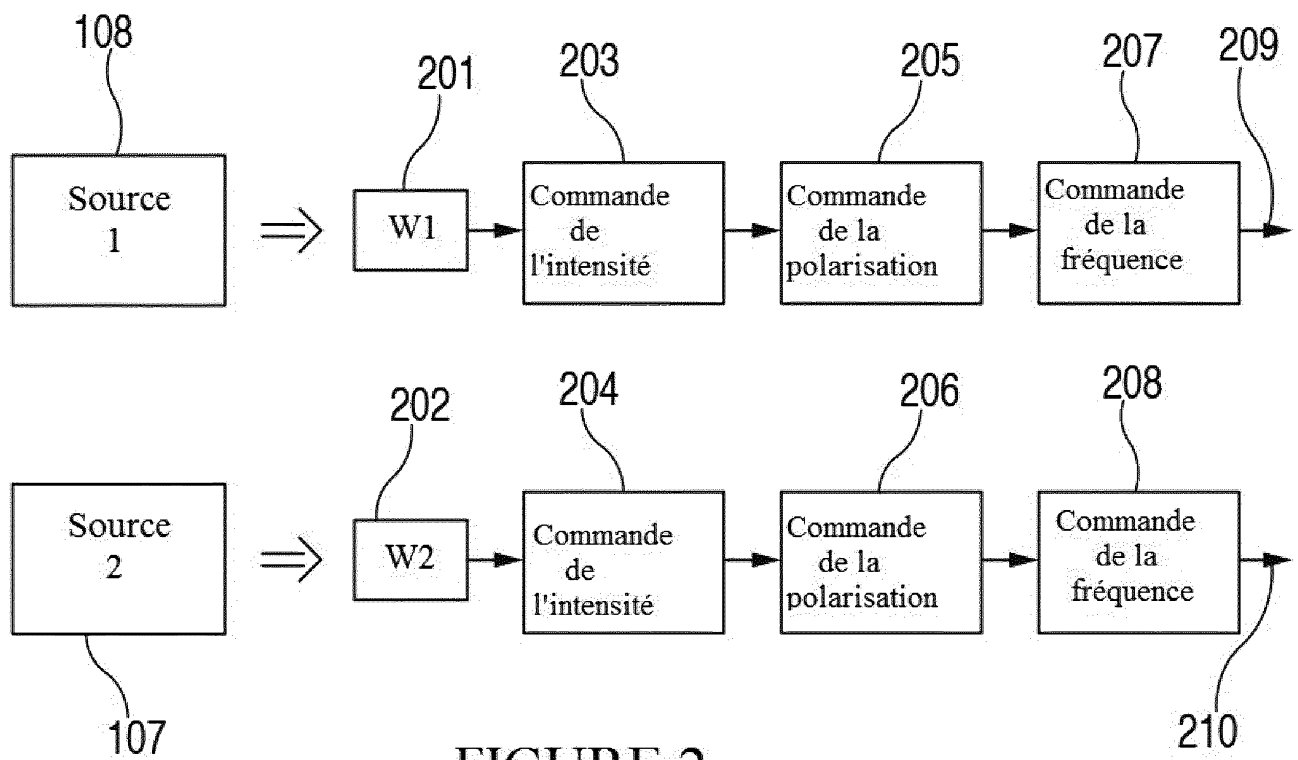 108
201
203
205
207
209
Source
1
W1
Commande
de
l'intensité
Commande
de la
polarisation
Commande
de la
fréquence
202
204
206
208
Source
2
W2
Commande
de
l'intensité
Commande
de la
polarisation
Commande
de la
fréquence
107
210
FIGURE 2